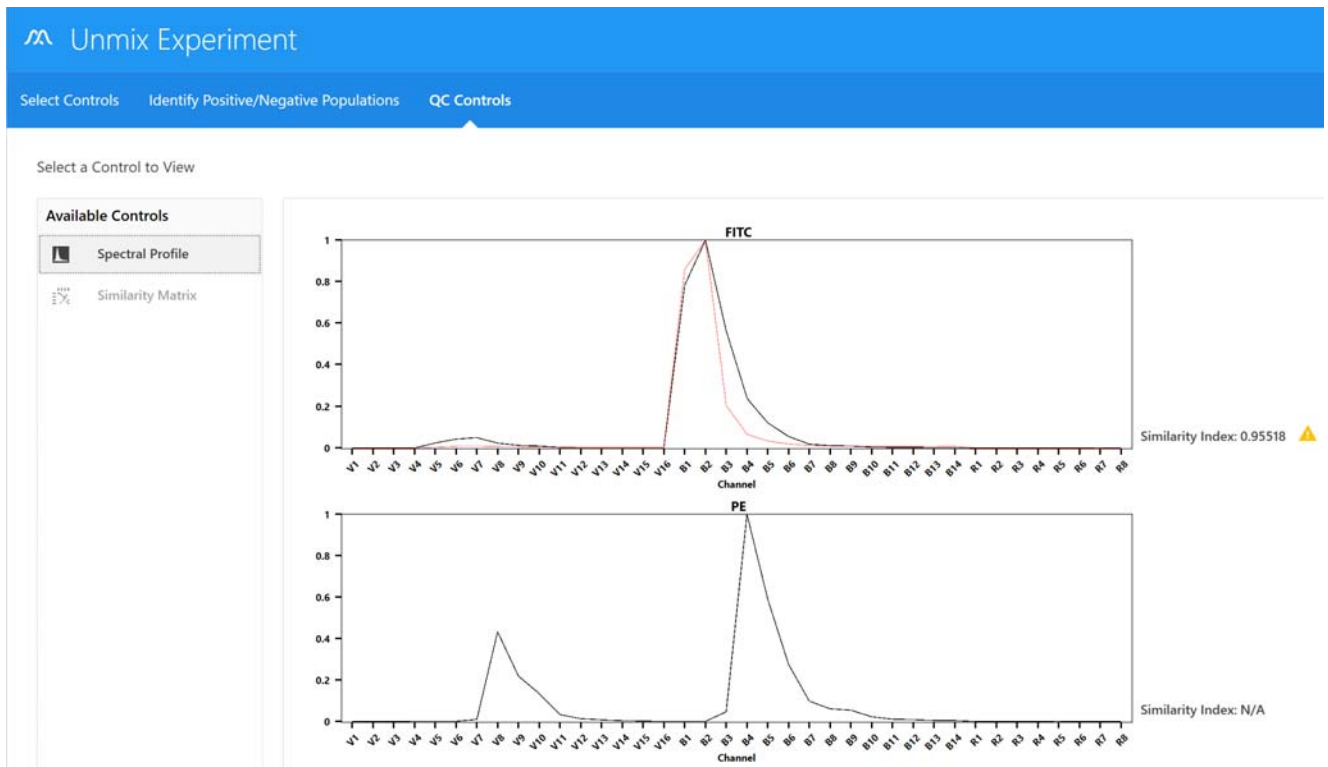 Unmix Experiment
Select Controls Identify Positive/Negative Populations QC Controls
Select a Control to View
Available Controls
Spectral Profile
Similarity Matrix
FITC
1
0.8
0.6
0.4
0.2
0
V1 V2 V3 V4 V5 V6 V7 V8 V9 V10 V11 V12 V13 V14 V15 V16 B1 B2 B3 B4 B5 B6 B7 B8 B9 B10 B11 B12 B13 B14 R1 R2 R3 R4 R5 R6 R7 R8
Channel
Similarity Index: 0.95518
PE
1
0.8
0.6
0.4
0.2
0
V1 V2 V3 V4 V5 V6 V7 V8 V9 V10 V11 V12 V13 V14 V15 V16 B1 B2 B3 B4 B5 B6 B7 B8 B9 B10 B11 B12 B13 B14 R1 R2 R3 R4 R5 R6 R7 R8
Channel
Similarity Index: N/A